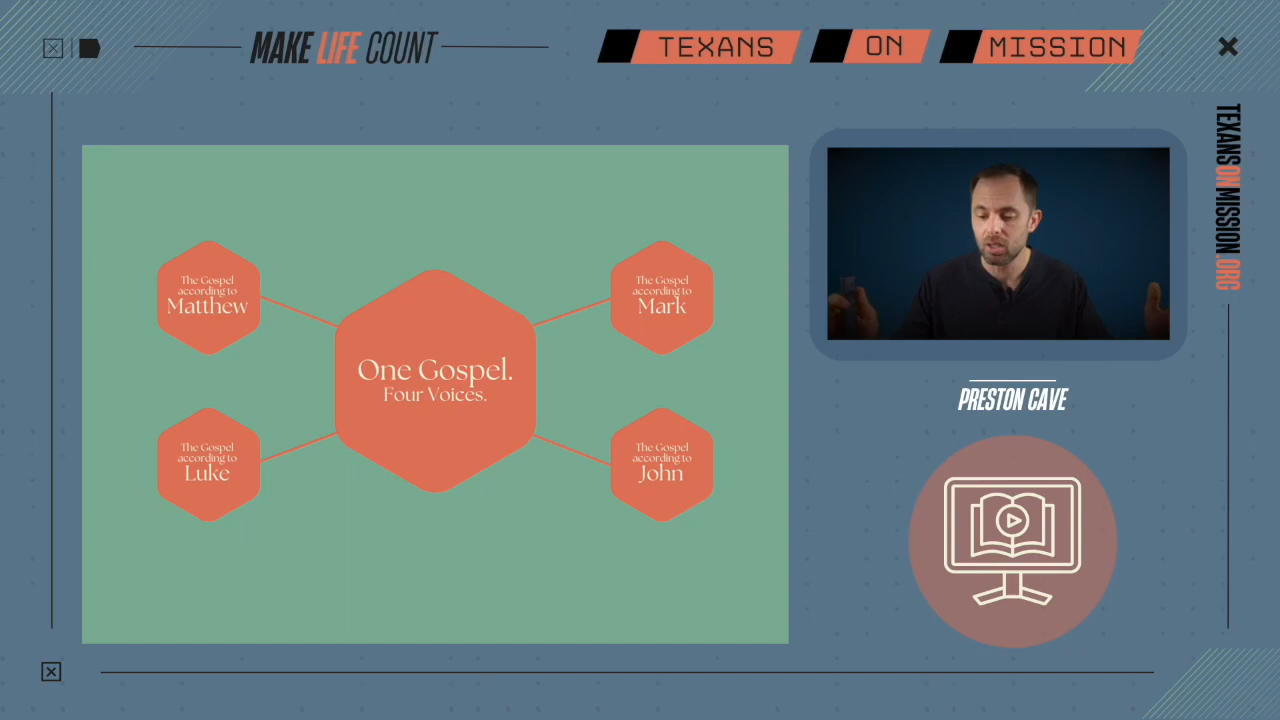 MAKE LIFE COUNT
TEXANS ON MISSION
TEXANSONMISSION.ORG
The Gospel
according to
Matthew
The Gospel
according to
Mark
One Gospel.
Four Voices.
The Gospel
according to
Luke
The Gospel
according to
John
PRESTON CAVE